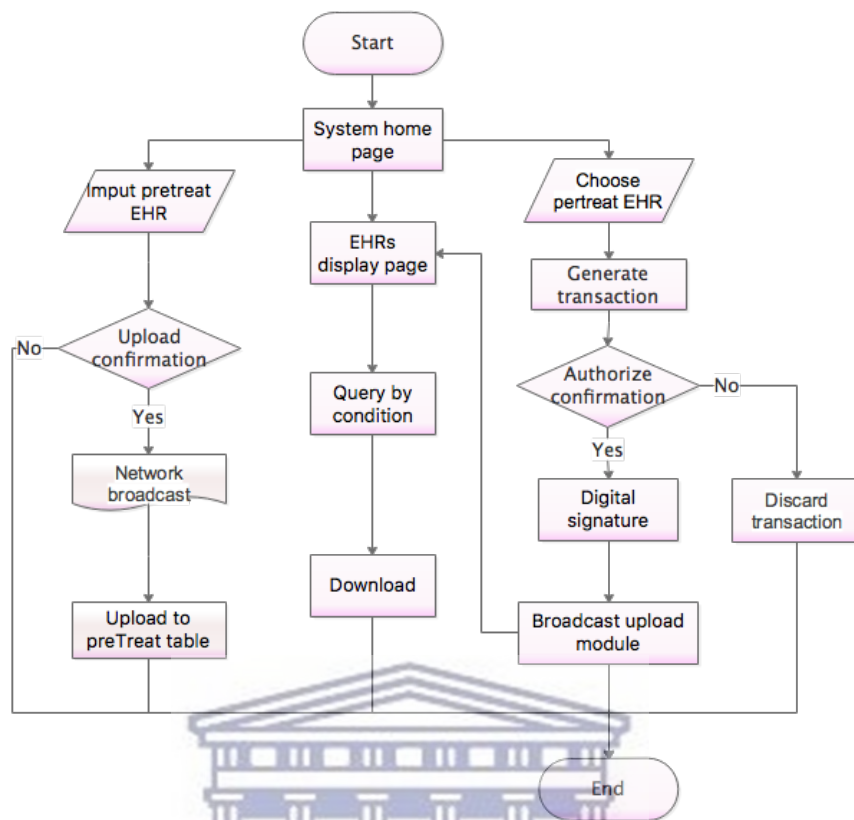 Start
System home
page
Imput pretreat
EHR
Choose
pertreat EHR
EHRs
display page
Generate
transaction
Upload
confirmation
No
Yes
Query by
condition
Authorize
confirmation
No
Yes
Network
broadcast
Digital
signature
Discard
transaction
Download
Upload to
preTreat table
Broadcast upload
module
End